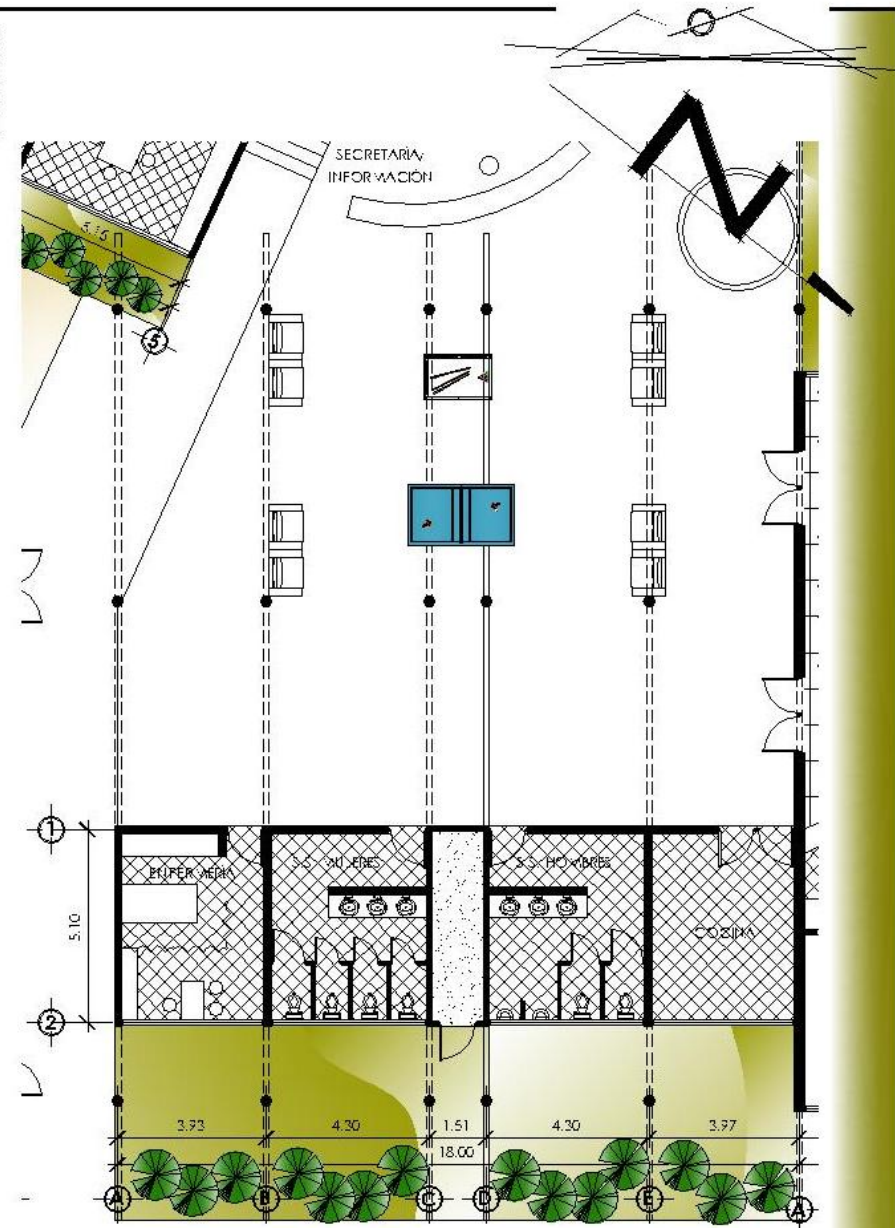 SECRETARÍA/
INFORMACIÓN
5.15
5
1
ENFERMERIA
S.S. MUJERES
S.S. HOMBRES
COCINA
5.10
2
3.93
4.30
1.51
4.30
3.97
18.00
A
B
C
D
E
A